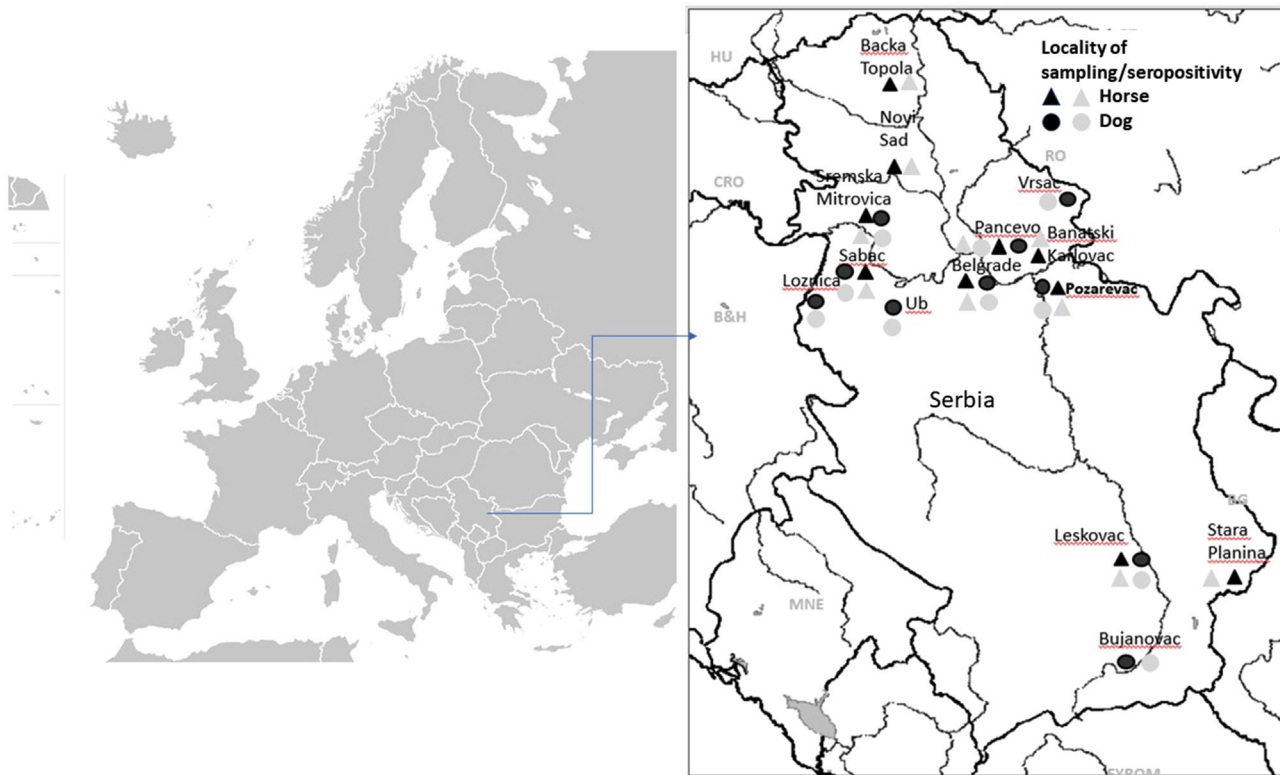 HU
Backa
Topola
Locality of
sampling/seropositivity
Horse
Dog
Novi
Sad
RO
CRO
Sremska
Mitrovica
Vrsac
Pancevo
Banatski
Karlovac
Sabac
Belgrade
Loznica
Pozarevac
Ub
B&H
Serbia
BG
Leskovac
Stara
Planina
MNE
Bujanovac
FYROM